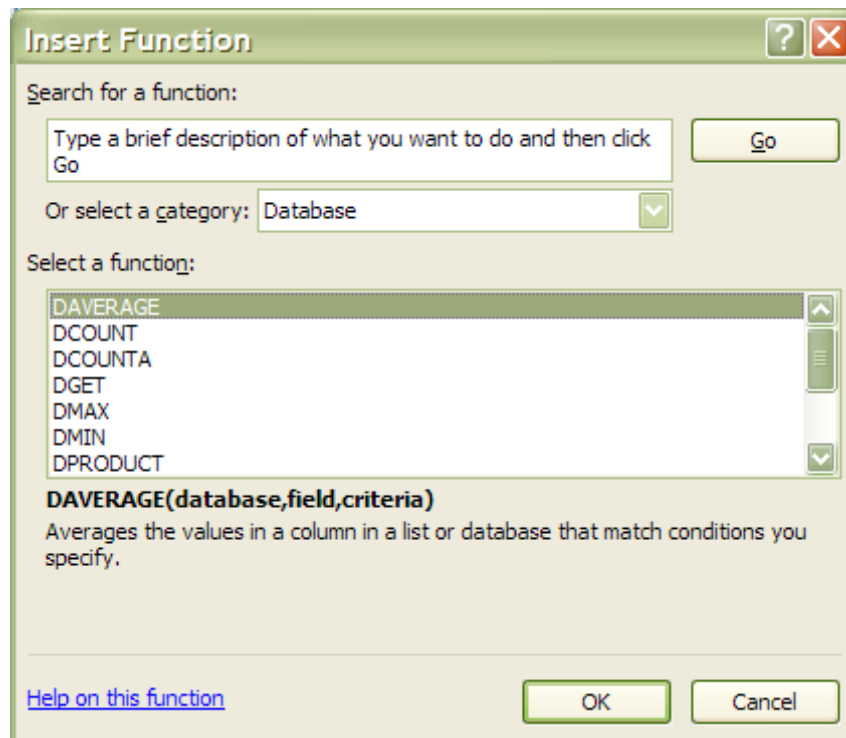 Insert Function
?
Search for a function:
Type a brief description of what you want to do and then click
Go
Go
Or select a category: Database
Select a function:
DAVERAGE
DCOUNT
DCOUNTA
DGET
DMAX
DMIN
DPRODUCT
DAVERAGE(database,field,criteria)
Averages the values in a column in a list or database that match conditions you
specify.
Help on this function
OK
Cancel